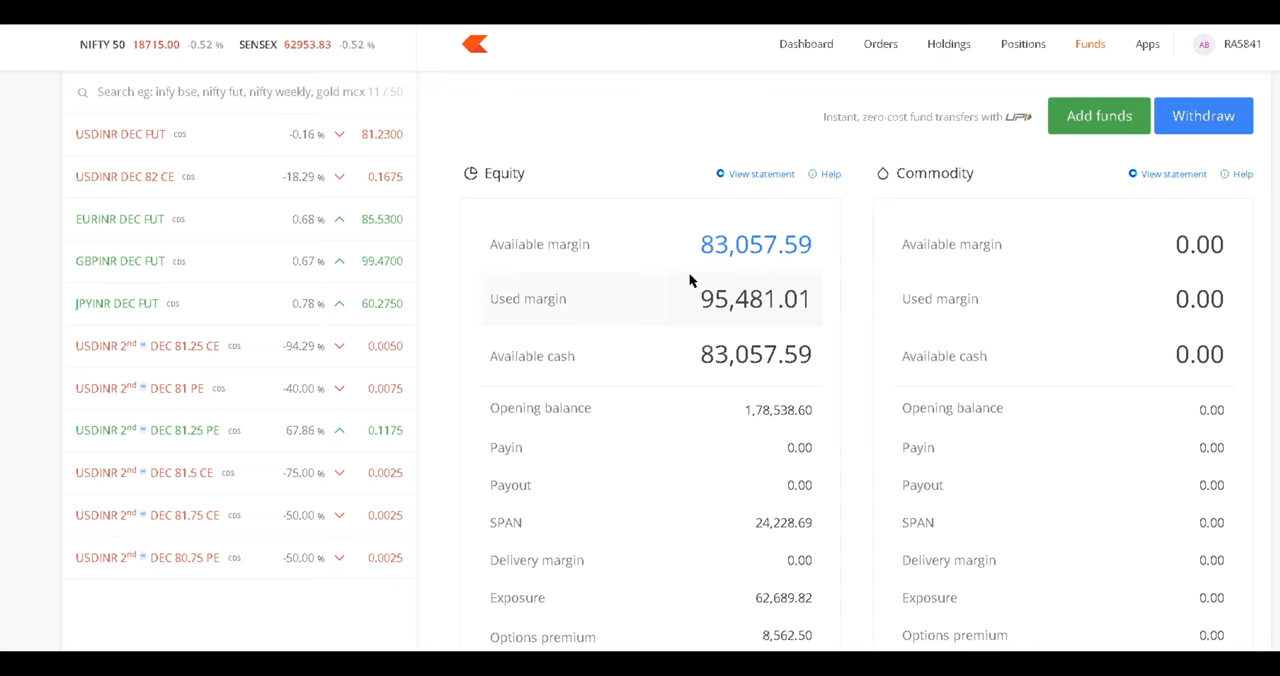 NIFTY 50 18715.00 -0.52 % SENSEX 62953.83 -0.52 %
Dashboard Orders Holdings Positions Funds Apps AB RA5841
Search eg: infy bse, nifty fut, nifty weekly, gold mcx 11 / 50
USDINR DEC FUT CDS -0.16 % 81.2300
USDINR DEC 82 CE CDS -18.29 % 0.1675
EURINR DEC FUT CDS 0.68 % 85.5300
GBPINR DEC FUT CDS 0.67 % 99.4700
JPYINR DEC FUT CDS 0.78 % 60.2750
USDINR 2nd w DEC 81.25 CE CDS -94.29 % 0.0050
USDINR 2nd w DEC 81 PE CDS -40.00 % 0.0075
USDINR 2nd w DEC 81.25 PE CDS 67.86 % 0.1175
USDINR 2nd w DEC 81.5 CE CDS -75.00 % 0.0025
USDINR 2nd w DEC 81.75 CE CDS -50.00 % 0.0025
USDINR 2nd w DEC 80.75 PE CDS -50.00 % 0.0025
Instant, zero-cost fund transfers with UPI Add funds Withdraw
Equity View statement Help
Available margin 83,057.59
Used margin 95,481.01
Available cash 83,057.59
Opening balance 1,78,538.60
Payin 0.00
Payout 0.00
SPAN 24,228.69
Delivery margin 0.00
Exposure 62,689.82
Options premium 8,562.50
Commodity View statement Help
Available margin 0.00
Used margin 0.00
Available cash 0.00
Opening balance 0.00
Payin 0.00
Payout 0.00
SPAN 0.00
Delivery margin 0.00
Exposure 0.00
Options premium 0.00